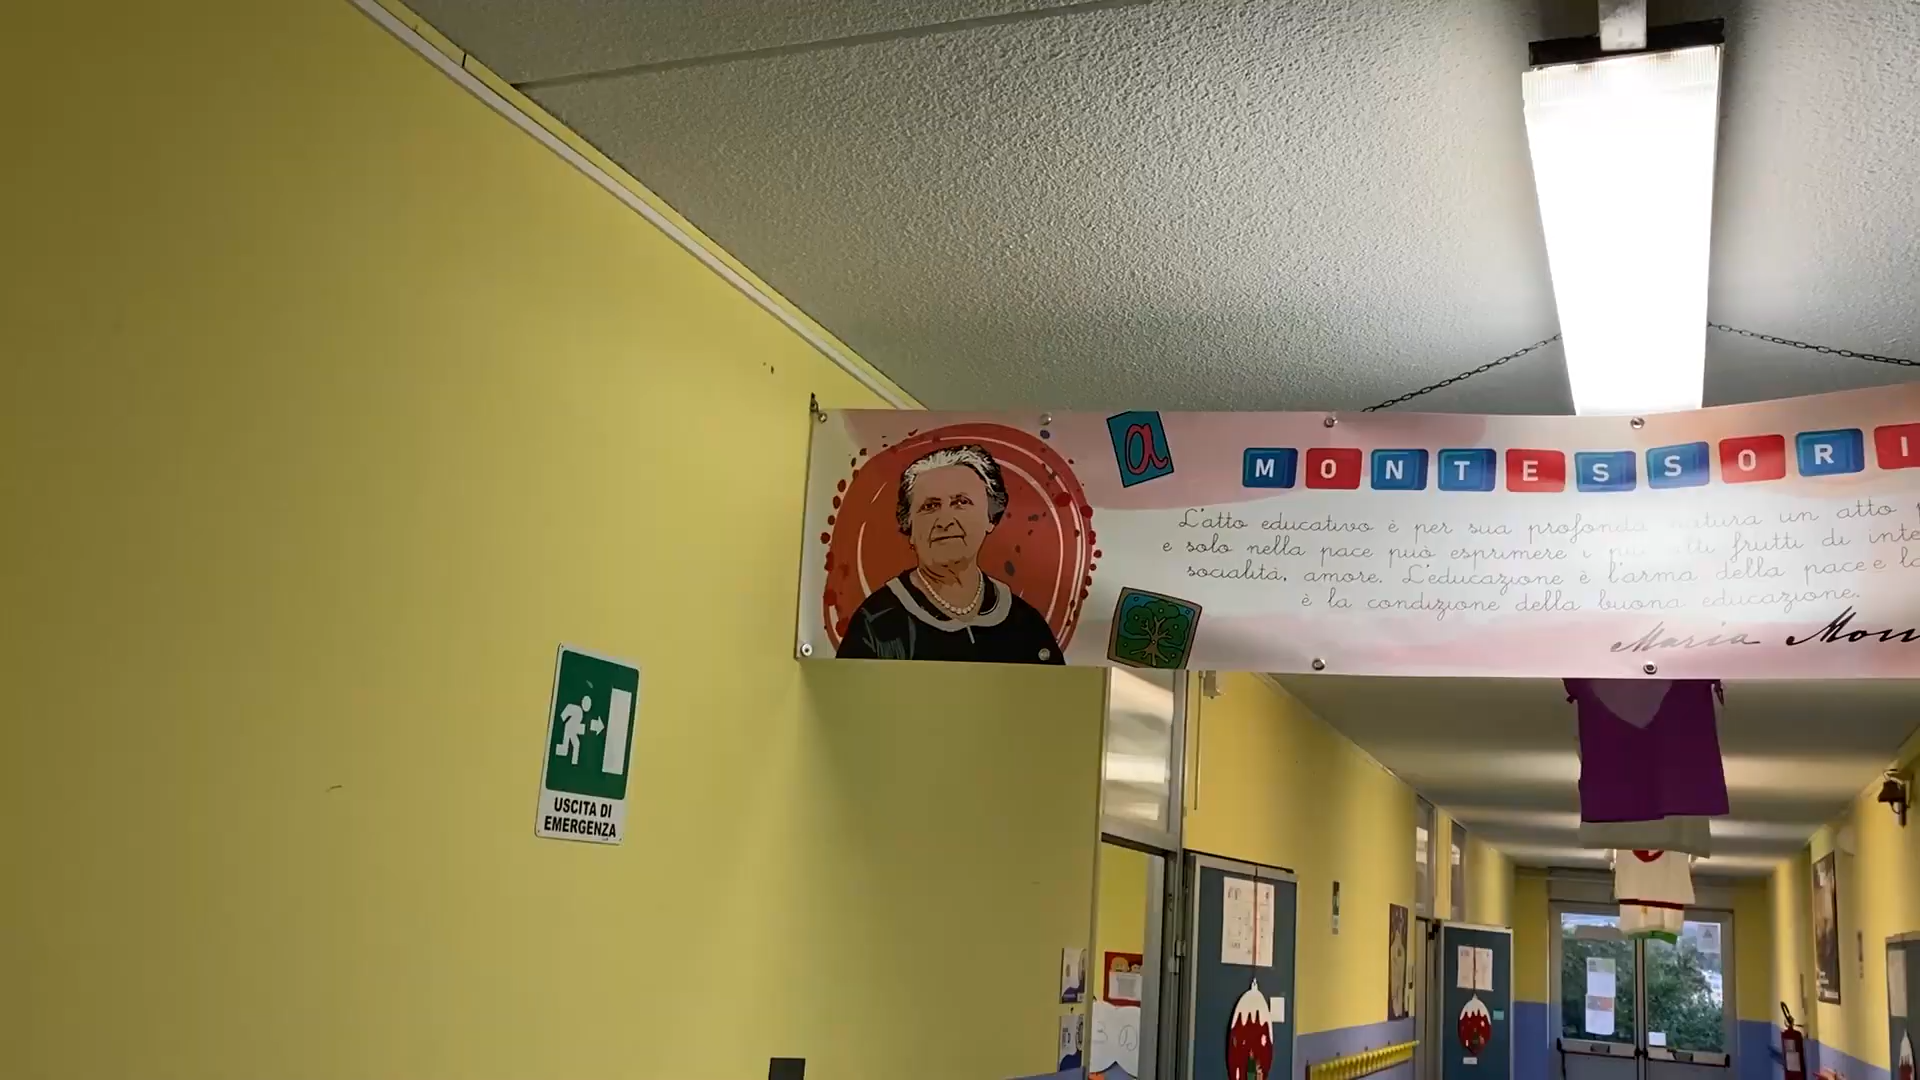 a
MONTESSORI
L'atto educativo è per sua profonda natura un atto
e solo nella pace può esprimere i più alti frutti di
socialità, amore. L'educazione è l'arma della pace e
è la condizione della buona educazione.
Maria
USCITA DI
EMERGENZA